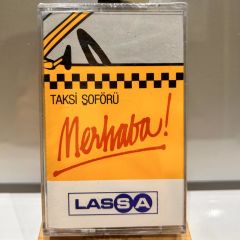 TAKSİ ŞOFÖRÜ
Merhaba!
LASSA